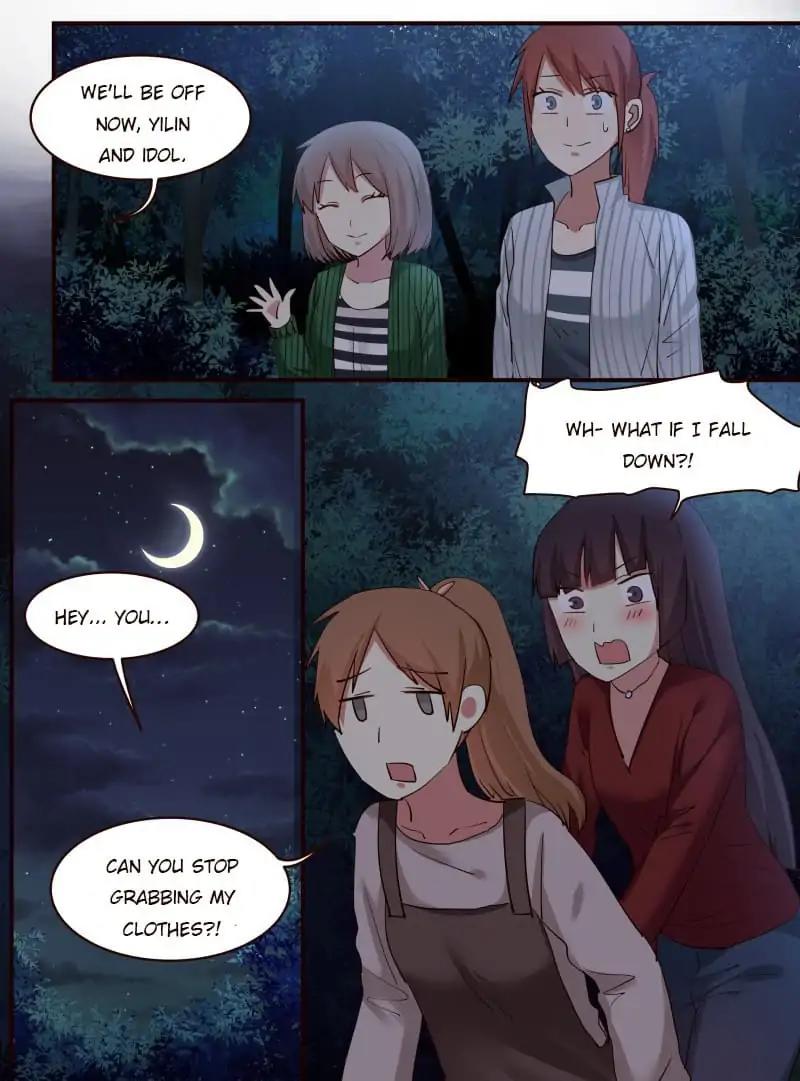 WE'LL BE OFF
NOW, YILIN
AND IDOL.
WH- WHAT IF I FALL
DOWN?!
HEY... YOU...
CAN YOU STOP
GRABBING MY
CLOTHES?!